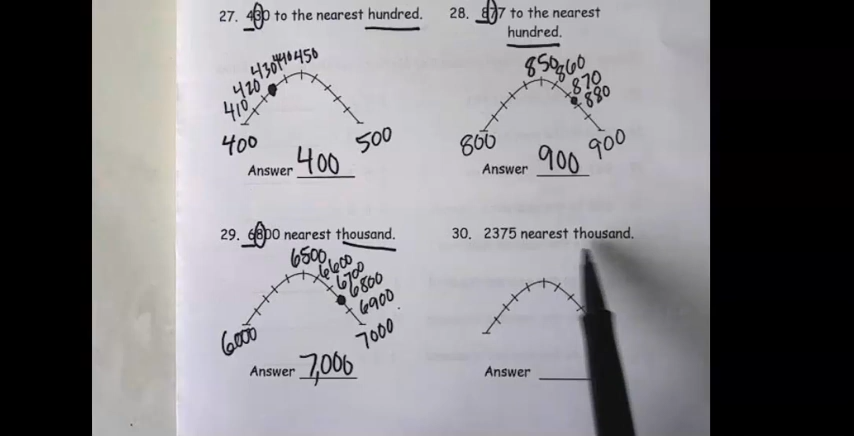 27. 430 to the nearest hundred.
410 420 430 440 450
400 500
Answer 400
28. 877 to the nearest
hundred.
850 860 870 880
800 900
Answer 900
29. 6800 nearest thousand.
6500 6600 6700 6800 6900
6000 7000
Answer 7,000
30. 2375 nearest thousand.
Answer